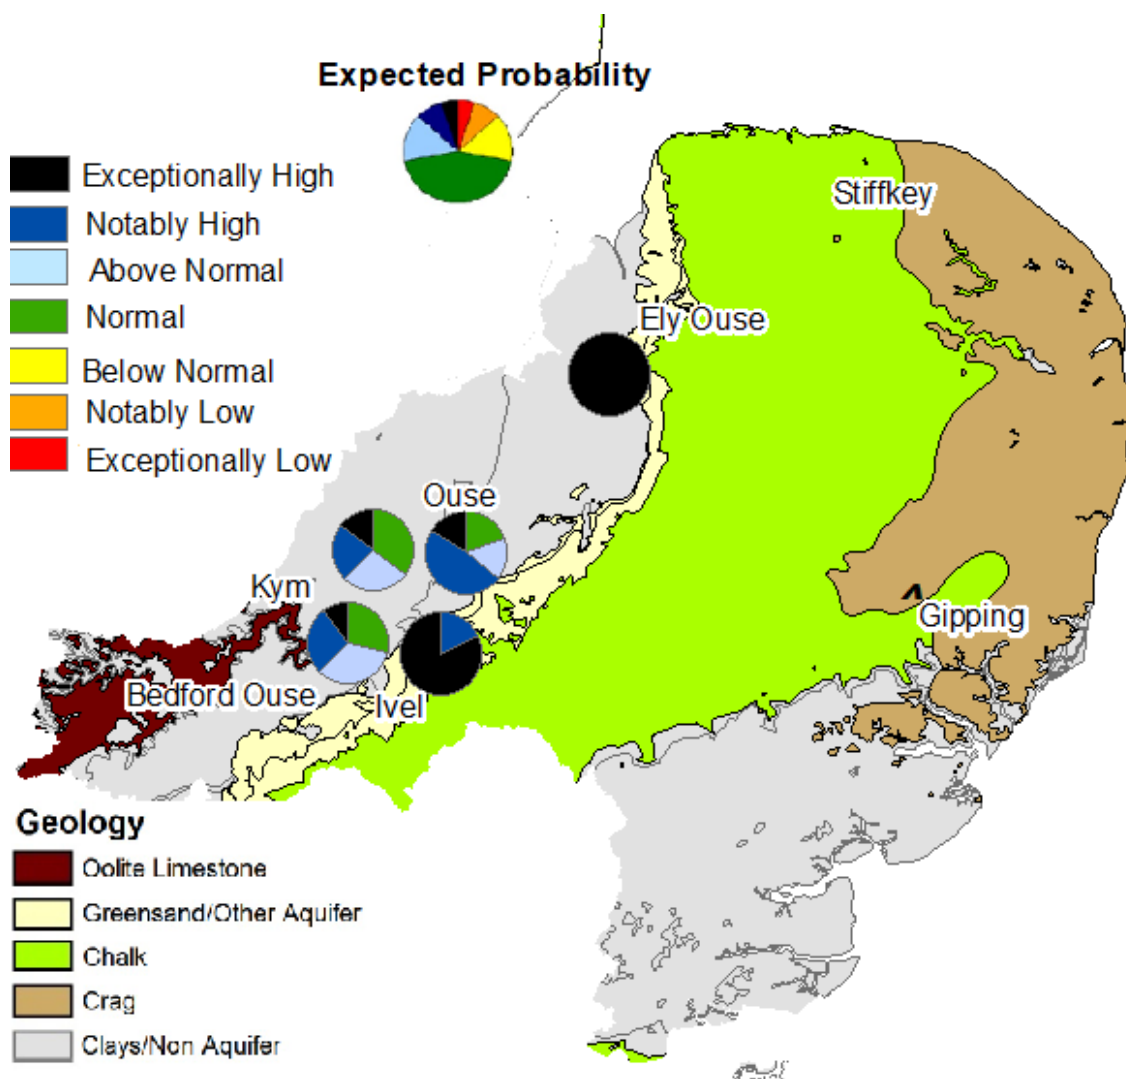 Expected Probability
Exceptionally High
Notably High
Above Normal
Normal
Below Normal
Notably Low
Exceptionally Low
Stiffkey
Ely Ouse
Ouse
Kym
Gipping
Bedford Ouse
Ivel
Geology
Oolite Limestone
Greensand/Other Aquifer
Chalk
Crag
Clays/Non Aquifer